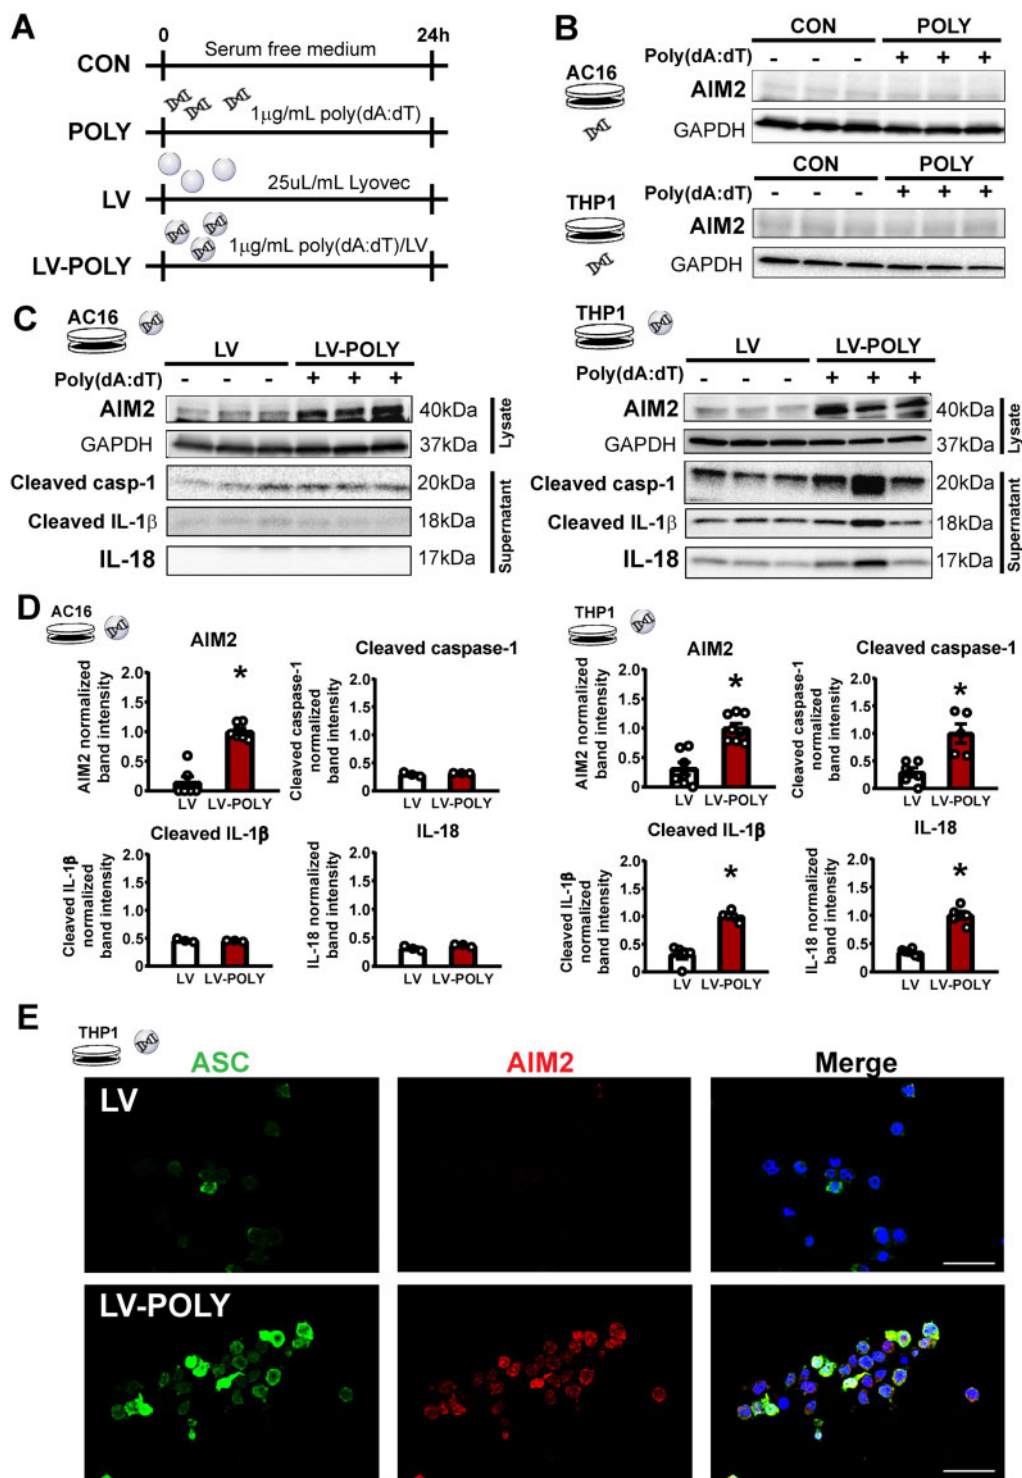 A
0
24h
CON
Serum free medium
POLY
1µg/mL poly(dA:dT)
LV
25uL/mL Lyovec
LV-POLY
1µg/mL poly(dA:dT)/LV
B
CON
POLY
Poly(dA:dT)
- - - + + +
AC16
AIM2
GAPDH
CON
POLY
Poly(dA:dT)
- - - + + +
THP1
AIM2
GAPDH
C
AC16
LV
LV-POLY
Poly(dA:dT)
- - - + + +
AIM2
40kDa
GAPDH
37kDa
Lysate
Cleaved casp-1
20kDa
Cleaved IL-1β
18kDa
IL-18
17kDa
Supernatant
THP1
LV
LV-POLY
Poly(dA:dT)
- - - + + +
AIM2
40kDa
GAPDH
37kDa
Lysate
Cleaved casp-1
20kDa
Cleaved IL-1β
18kDa
IL-18
17kDa
Supernatant
D
AC16
AIM2
AIM2 normalized
band intensity
2.0
1.5
1.0
0.5
0
*
LV LV-POLY
Cleaved caspase-1
Cleaved caspase-1
normalized
band intensity
2.0
1.5
1.0
0.5
0
LV LV-POLY
Cleaved IL-1β
Cleaved IL-1β
normalized
band intensity
2.0
1.5
1.0
0.5
0
LV LV-POLY
IL-18
IL-18 normalized
band intensity
2.0
1.5
1.0
0.5
0
LV LV-POLY
THP1
AIM2
AIM2 normalized
band intensity
2.0
1.5
1.0
0.5
0
*
LV LV-POLY
Cleaved caspase-1
Cleaved caspase-1
normalized
band intensity
2.0
1.5
1.0
0.5
0
*
LV LV-POLY
Cleaved IL-1β
Cleaved IL-1β
normalized
band intensity
2.0
1.5
1.0
0.5
0
*
LV LV-POLY
IL-18
IL-18 normalized
band intensity
2.0
1.5
1.0
0.5
0
*
LV LV-POLY
E
THP1
ASC
AIM2
Merge
LV
LV-POLY